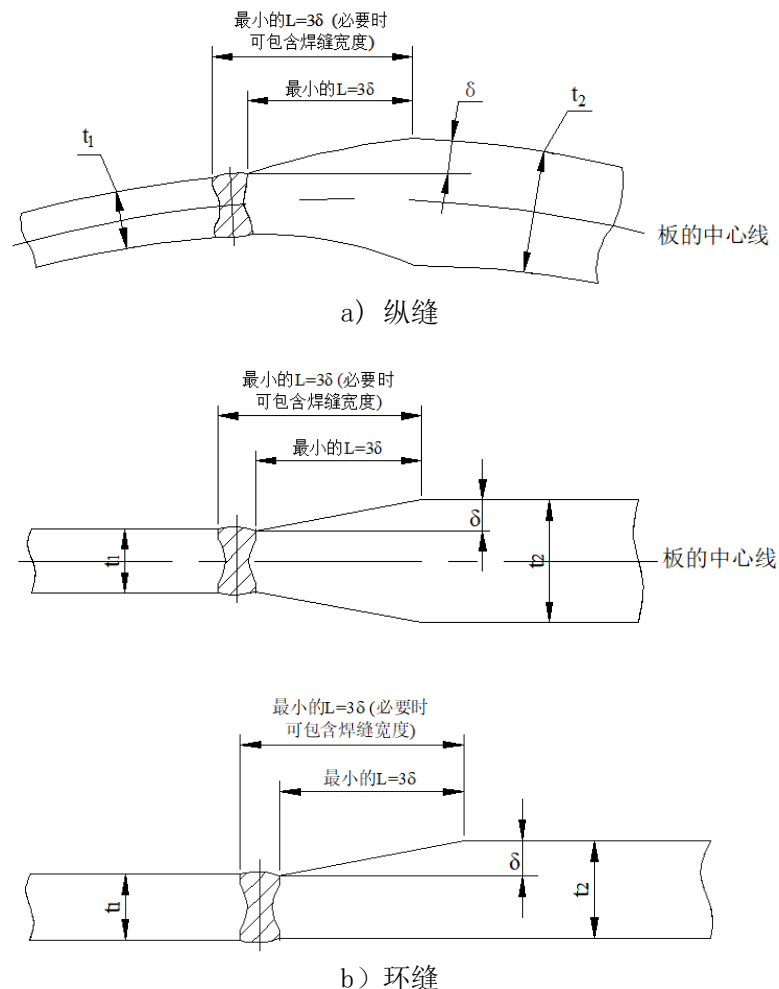 最小的L=3δ (必要时
可包含焊缝宽度)
最小的L=3δ
δ
t2
t1
板的中心线
a) 纵缝
最小的L=3δ(必要时
可包含焊缝宽度)
最小的L=3δ
δ
t1
t2
板的中心线
最小的L=3δ(必要时
可包含焊缝宽度)
最小的L=3δ
δ
t1
t2
b）环缝